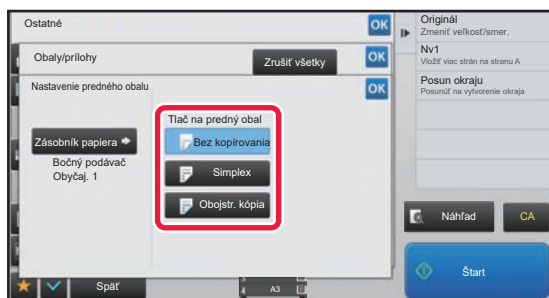 Ostatné
OK
Obaly/prílohy
Zrušiť všetky
OK
Nastavenie predného obalu
OK
Zásobník papiera
Bočný podávač
Obyčaj. 1
Tlač na predný obal
Bez kopírovania
Simplex
Obojstr. kópia
Späť
A3
Originál
Zmeniť veľkosť/smer.
Nv1
Vložiť viac strán na stranu A
Posun okraju
Posunúť na vytvorenie okraja
Náhľad
CA
Štart